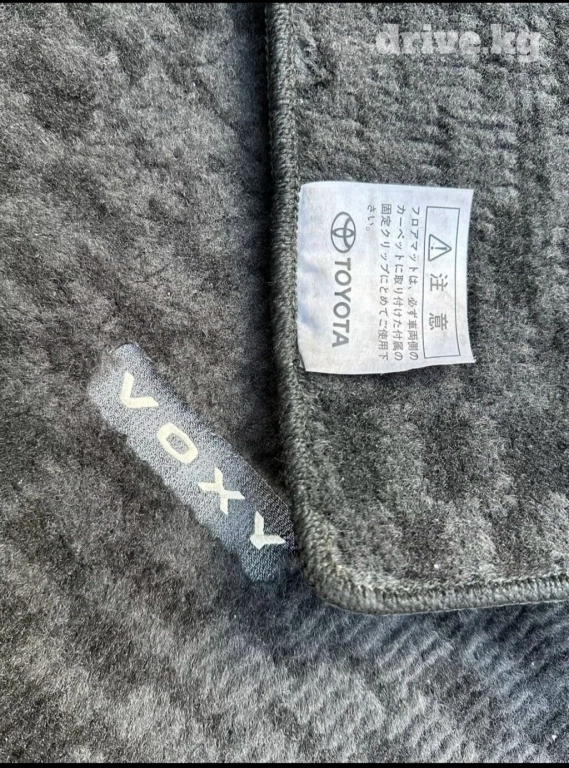 drive.kg
注意
フロアマットは、必ず車両側の
カーペットに取り付けた付属の
固定クリップにとめてご使用下
さい。
TOYOTA
VOXY